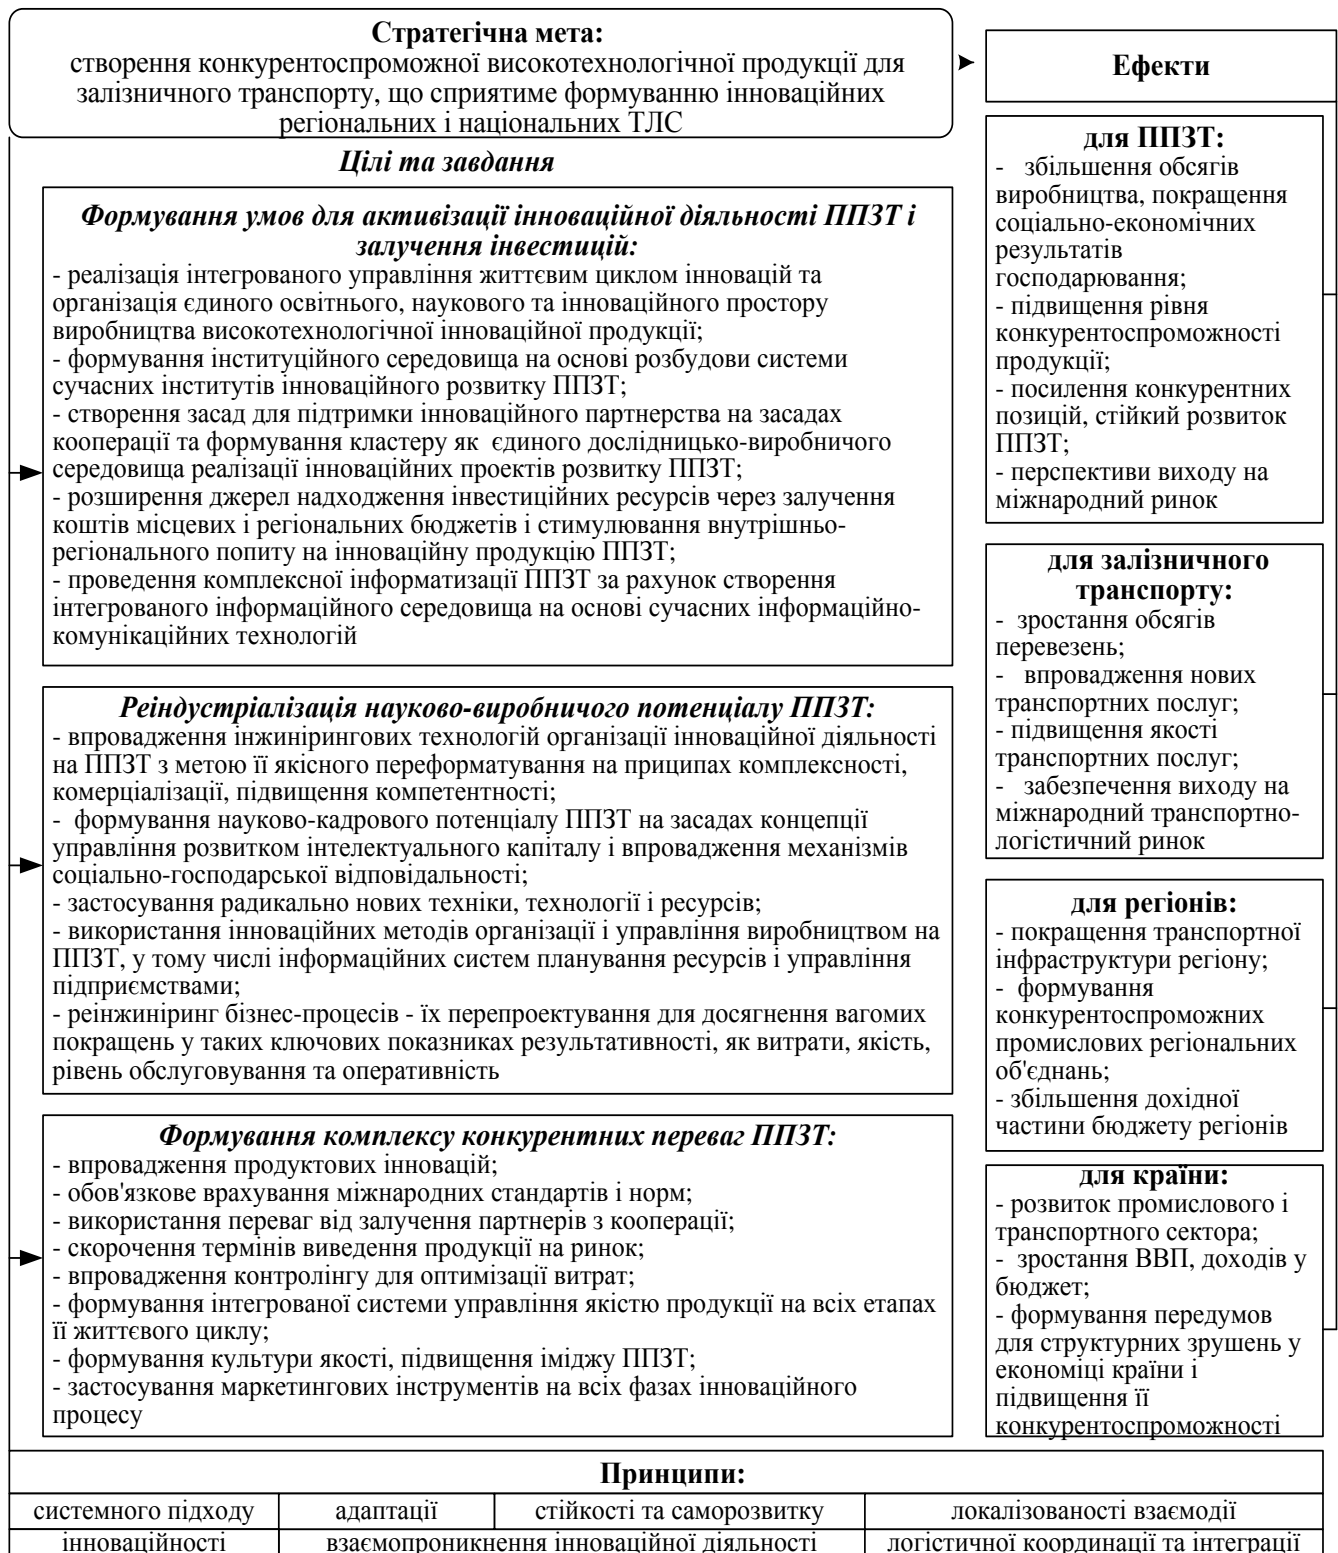 Стратегічна мета:
створення конкурентоспроможної високотехнологічної продукції для
залізничного транспорту, що сприятиме формуванню інноваційних
регіональних і національних ТЛС
Цілі та завдання
Формування умов для активізації інноваційної діяльності ППЗТ і
залучення інвестицій:
- реалізація інтегрованого управління життєвим циклом інновацій та
організація єдиного освітнього, наукового та інноваційного простору
виробництва високотехнологічної інноваційної продукції;
- формування інституційного середовища на основі розбудови системи
сучасних інститутів інноваційного розвитку ППЗТ;
- створення засад для підтримки інноваційного партнерства на засадах
кооперації та формування кластеру як єдиного дослідницько-виробничого
середовища реалізації інноваційних проектів розвитку ППЗТ;
- розширення джерел надходження інвестиційних ресурсів через залучення
коштів місцевих і регіональних бюджетів і стимулювання внутрішньо-
регіонального попиту на інноваційну продукцію ППЗТ;
- проведення комплексної інформатизації ППЗТ за рахунок створення
інтегрованого інформаційного середовища на основі сучасних інформаційно-
комунікаційних технологій
Реіндустріалізація науково-виробничого потенціалу ППЗТ:
- впровадження інжинірингових технологій організації інноваційної діяльності
на ППЗТ з метою її якісного переформатування на приципах комплексності,
комерціалізації, підвищення компетентності;
- формування науково-кадрового потенціалу ППЗТ на засадах концепції
управління розвитком інтелектуального капіталу і впровадження механізмів
соціально-господарської відповідальності;
- застосування радикально нових техніки, технології і ресурсів;
- використання інноваційних методів організації і управління виробництвом на
ППЗТ, у тому числі інформаційних систем планування ресурсів і управління
підприємствами;
- реінжиніринг бізнес-процесів - їх перепроектування для досягнення вагомих
покращень у таких ключових показниках результативності, як витрати, якість,
рівень обслуговування та оперативність
Формування комплексу конкурентних переваг ППЗТ:
- впровадження продуктових інновацій;
- обов'язкове врахування міжнародних стандартів і норм;
- використання переваг від залучення партнерів з кооперації;
- скорочення термінів виведення продукції на ринок;
- впровадження контролінгу для оптимізації витрат;
- формування інтегрованої системи управління якістю продукції на всіх етапах
її життєвого циклу;
- формування культури якості, підвищення іміджу ППЗТ;
- застосування маркетингових інструментів на всіх фазах інноваційного
процесу
Ефекти
для ППЗТ:
- збільшення обсягів
виробництва, покращення
соціально-економічних
результатів
господарювання;
- підвищення рівня
конкурентоспроможності
продукції;
- посилення конкурентних
позицій, стійкий розвиток
ППЗТ;
- перспективи виходу на
міжнародний ринок
для залізничного
транспорту:
- зростання обсягів
перевезень;
- впровадження нових
транспортних послуг;
- підвищення якості
транспортних послуг;
- забезпечення виходу на
міжнародний транспортно-
логістичний ринок
для регіонів:
- покращення транспортної
інфраструктури регіону;
- формування
конкурентоспроможних
промислових регіональних
об'єднань;
- збільшення дохідної
частини бюджету регіонів
для країни:
- розвиток промислового і
транспортного сектора;
- зростання ВВП, доходів у
бюджет;
- формування передумов
для структурних зрушень у
економіці країни і
підвищення її
конкурентоспроможності
Принципи:
системного підходу адаптації стійкості та саморозвитку локалізованості взаємодії
інноваційності взаємопроникнення інноваційної діяльності логістичної координації та інтеграції